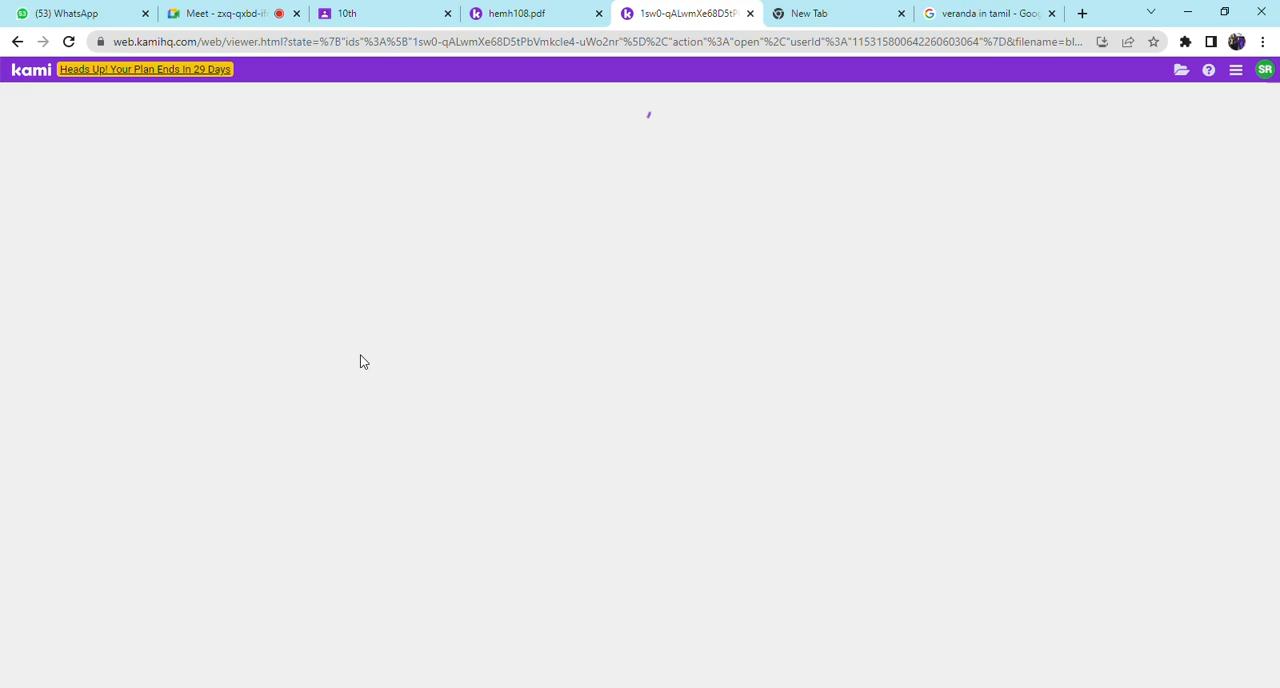 (53) WhatsApp
Meet - zxq-qxbd-if
10th
hemh108.pdf
1sw0-qALwmXe68D5tP
New Tab
veranda in tamil - Goo
web.kamihq.com/web/viewer.html?state=%7B"ids"%3A%5B"1sw0-qALwmXe68D5tPbVmkcIe4-uWo2nr"%5D%2C"action"%3A"open"%2C"userId"%3A"115315800642260603064"%7D&filename=bl...
kami
Heads Up! Your Plan Ends In 29 Days
SR